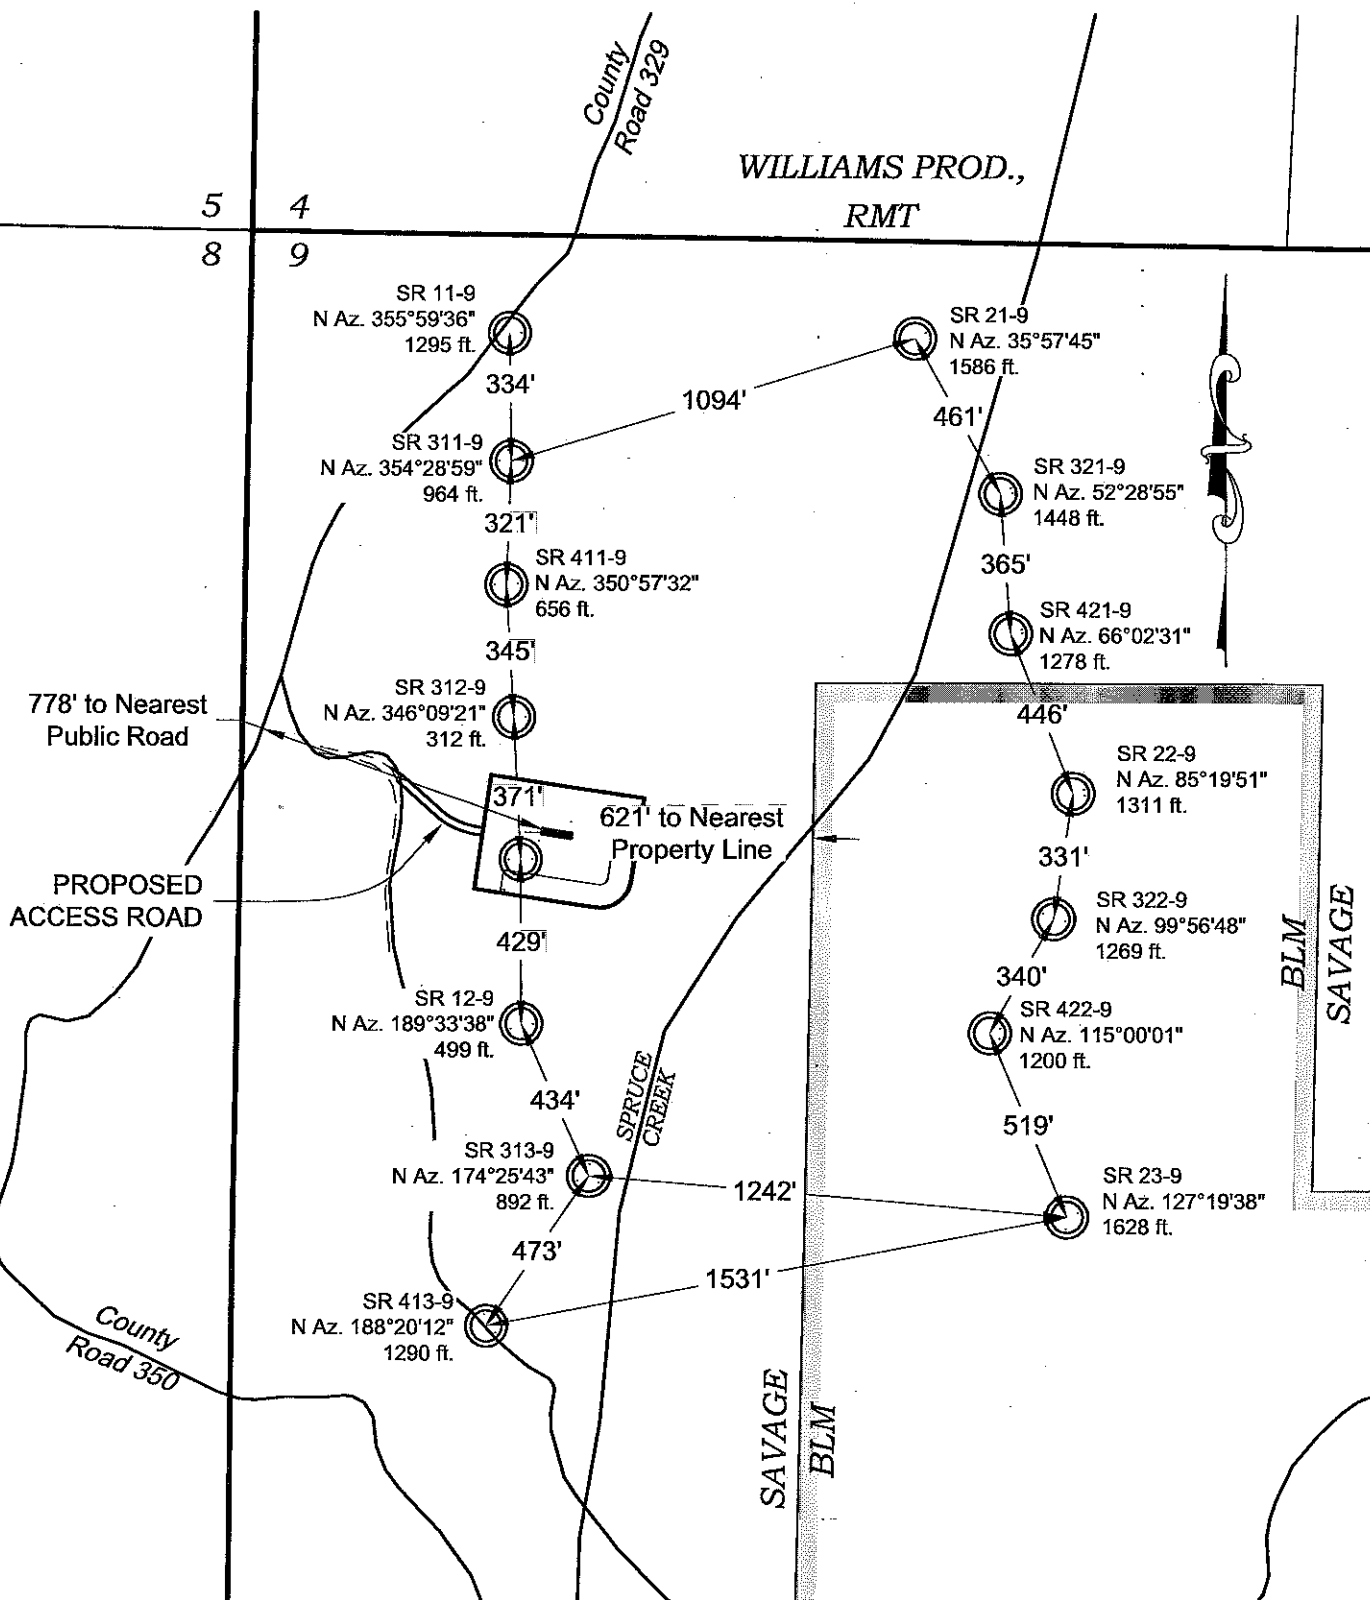 County
Road 329
WILLIAMS PROD.,
RMT
5 4
8 9
SR 11-9
N Az. 355°59'36"
1295 ft.
334'
SR 21-9
N Az. 35°57'45"
1586 ft.
1094'
461'
SR 311-9
N Az. 354°28'59"
964 ft.
321'
SR 321-9
N Az. 52°28'55"
1448 ft.
365'
SR 411-9
N Az. 350°57'32"
656 ft.
345'
SR 421-9
N Az. 66°02'31"
1278 ft.
446'
778' to Nearest
Public Road
SR 312-9
N Az. 346°09'21"
312 ft.
371'
621' to Nearest
Property Line
SR 22-9
N Az. 85°19'51"
1311 ft.
331'
PROPOSED
ACCESS ROAD
429'
SR 322-9
N Az. 99°56'48"
1269 ft.
340'
BLM
SAVAGE
SR 12-9
N Az. 189°33'38"
499 ft.
434'
SR 422-9
N Az. 115°00'01"
1200 ft.
519'
SPRUCE
CREEK
SR 313-9
N Az. 174°25'43"
892 ft.
1242'
SR 23-9
N Az. 127°19'38"
1628 ft.
473'
1531'
SR 413-9
N Az. 188°20'12"
1290 ft.
County
Road 350
SAVAGE
BLM